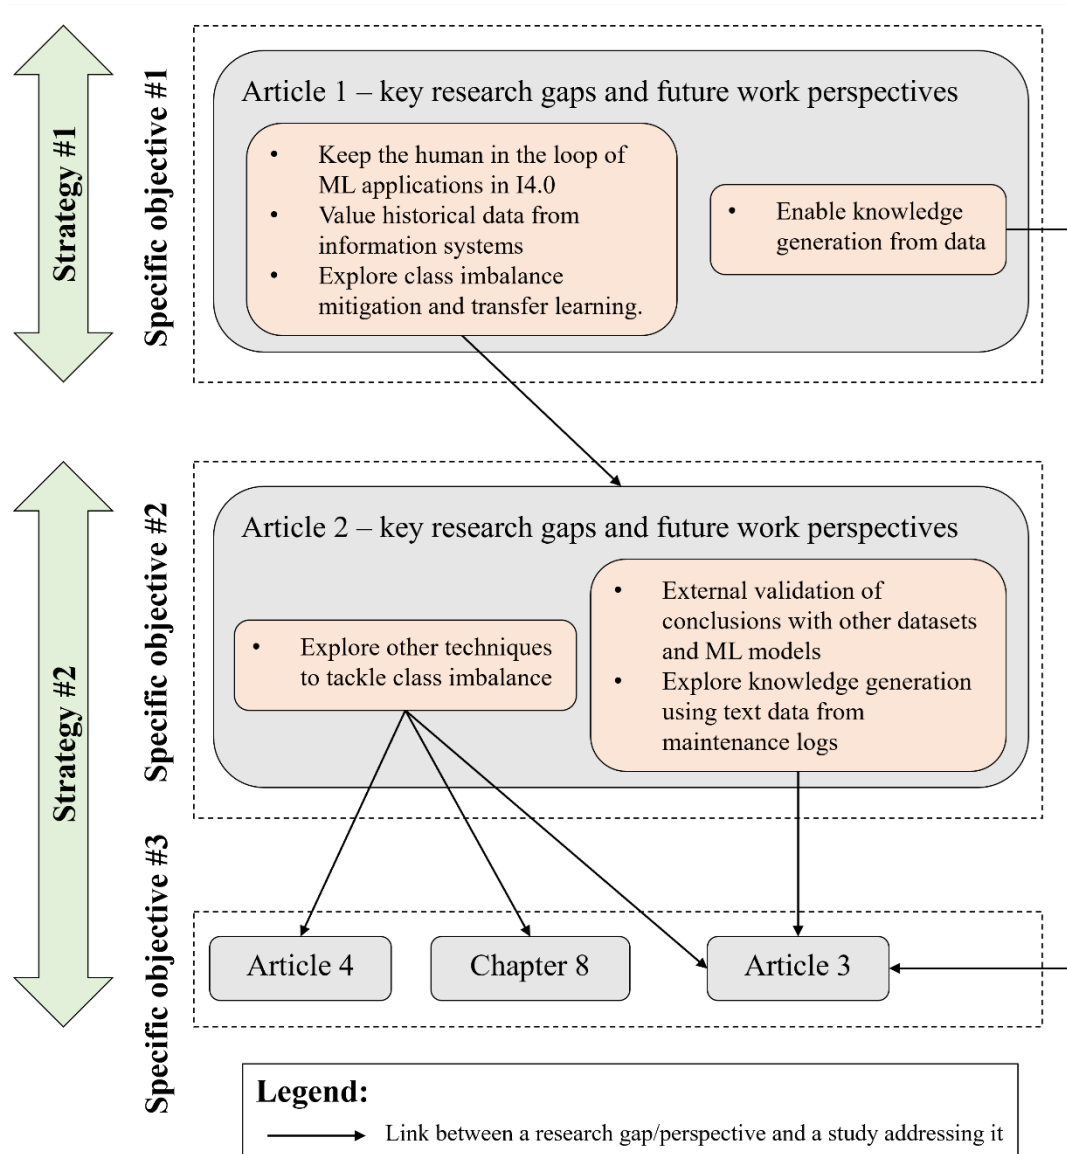 Strategy #1
Specific objective #1
Article 1 – key research gaps and future work perspectives
• Keep the human in the loop of
ML applications in I4.0
• Value historical data from
information systems
• Explore class imbalance
mitigation and transfer learning.
• Enable knowledge
generation from data
Strategy #2
Specific objective #2
Article 2 – key research gaps and future work perspectives
• Explore other techniques
to tackle class imbalance
• External validation of
conclusions with other datasets
and ML models
• Explore knowledge generation
using text data from
maintenance logs
Specific objective #3
Article 4
Chapter 8
Article 3
Legend:
Link between a research gap/perspective and a study addressing it